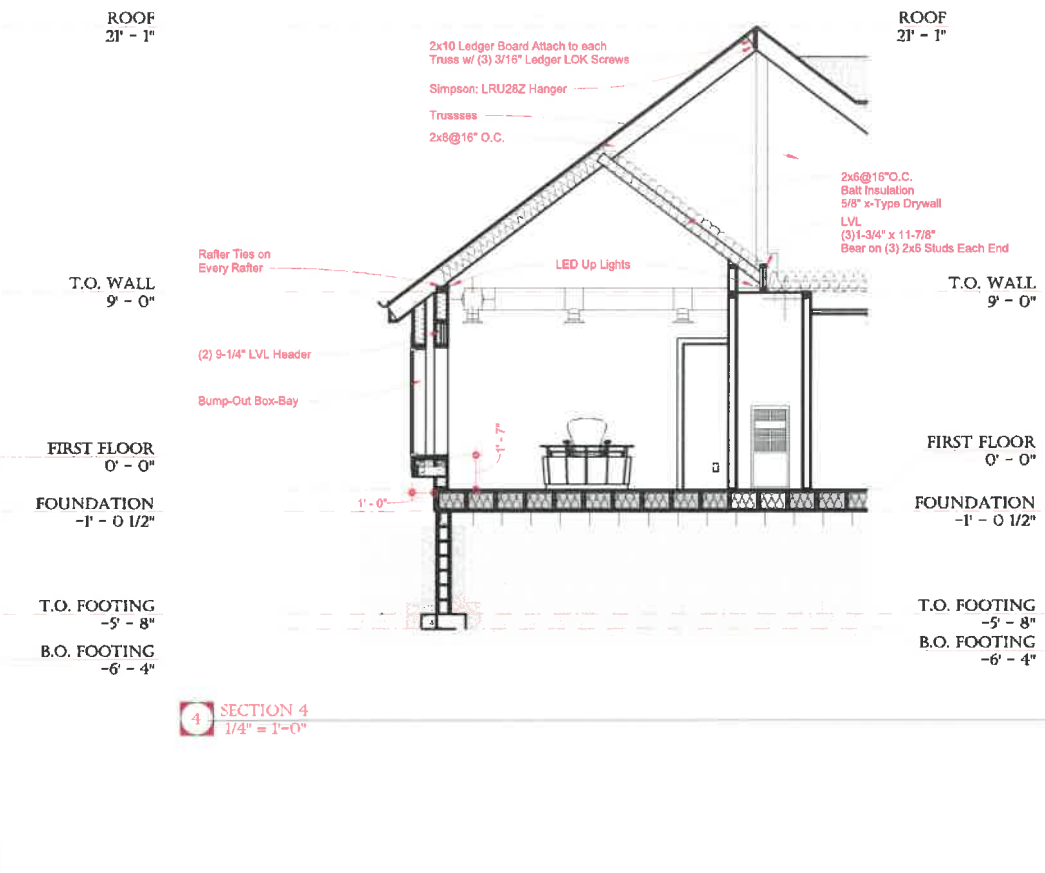 ROOF
21' - 1"
ROOF
21' - 1"
2x10 Ledger Board Attach to each
Truss w/ (3) 3/16" Ledger LOK Screws
Simpson: LRU28Z Hanger
Trussses
2x8@16" O.C.
2x6@16"O.C.
Batt Insulation
5/8" x-Type Drywall
LVL
(3)1-3/4" x 11-7/8"
Bear on (3) 2x6 Studs Each End
Rafter Ties on
Every Rafter
LED Up Lights
T.O. WALL
9' - 0"
T.O. WALL
9' - 0"
(2) 9-1/4" LVL Header
Bump-Out Box-Bay
1' - 7"
FIRST FLOOR
0' - 0"
FIRST FLOOR
0' - 0"
1' - 0"
FOUNDATION
-1' - 0 1/2"
FOUNDATION
-1' - 0 1/2"
T.O. FOOTING
-5' - 8"
T.O. FOOTING
-5' - 8"
B.O. FOOTING
-6' - 4"
B.O. FOOTING
-6' - 4"
4
4
SECTION 4
1/4" = 1'-0"